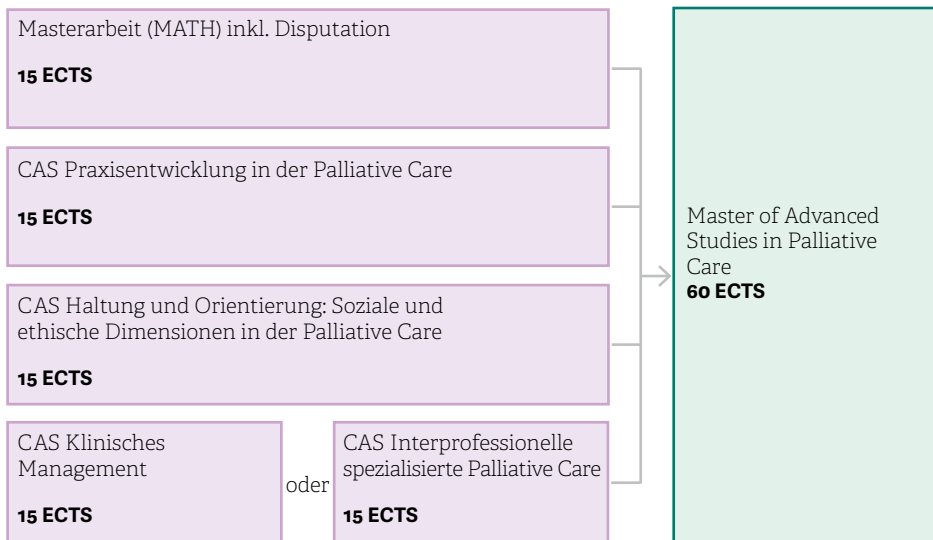 Masterarbeit (MATH) inkl. Disputation
15 ECTS
CAS Praxisentwicklung in der Palliative Care
15 ECTS
CAS Haltung und Orientierung: Soziale und
ethische Dimensionen in der Palliative Care
15 ECTS
CAS Klinisches
Management
15 ECTS
oder
CAS Interprofessionelle
spezialisierte Palliative Care
15 ECTS
Master of Advanced
Studies in Palliative
Care
60 ECTS